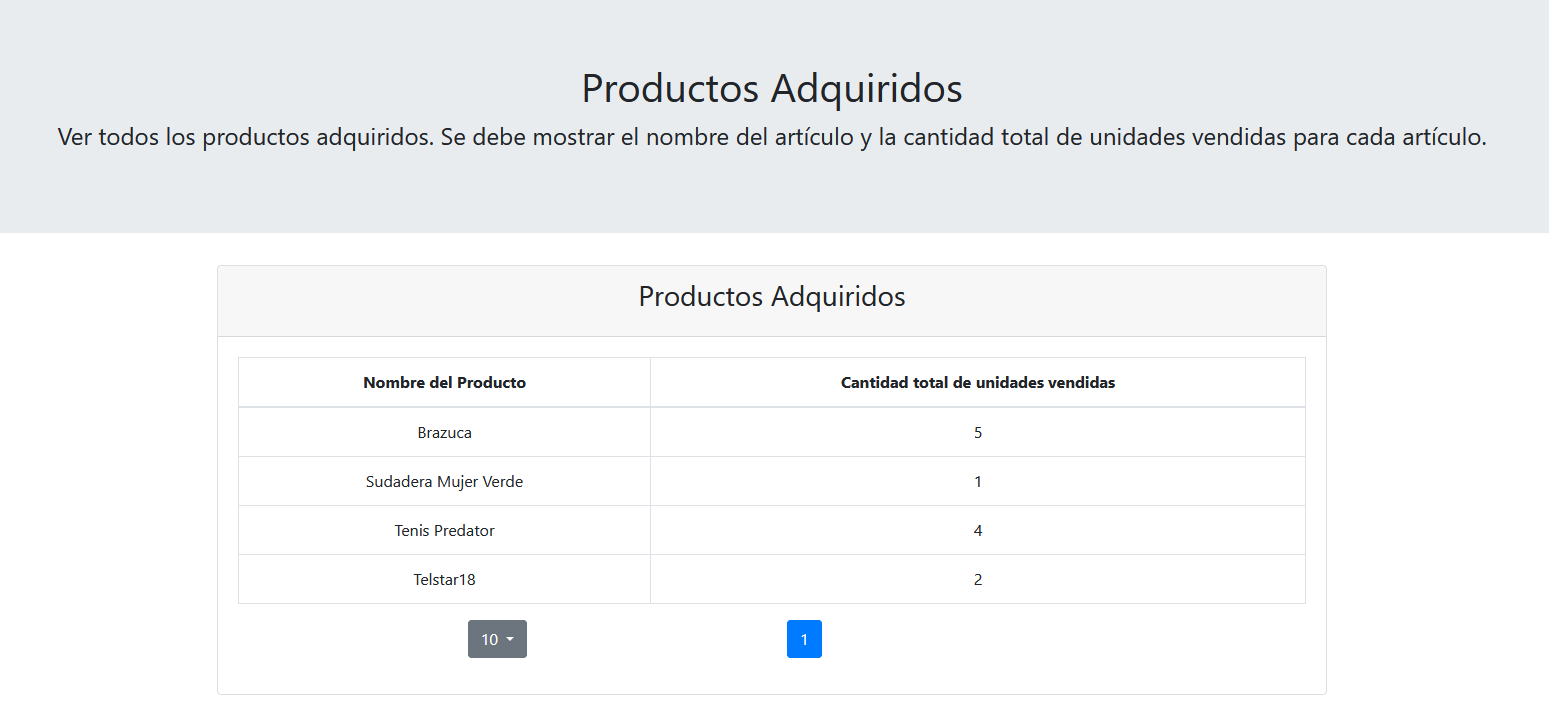 Productos Adquiridos
Ver todos los productos adquiridos. Se debe mostrar el nombre del artículo y la cantidad total de unidades vendidas para cada artículo.
Productos Adquiridos
Nombre del Producto Cantidad total de unidades vendidas
Brazuca 5
Sudadera Mujer Verde 1
Tenis Predator 4
Telstar18 2
10 1